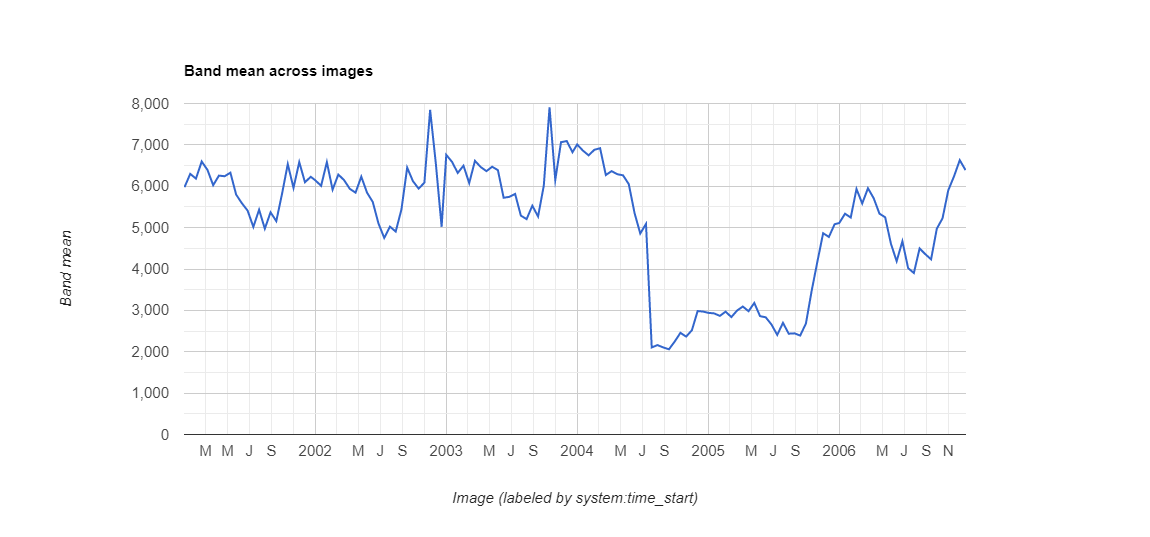 Band mean across images
8,000
7,000
6,000
5,000
4,000
3,000
2,000
1,000
0
Band mean
M M J S 2002 M J S 2003 M J S 2004 M J S 2005 M J S 2006 M J S N
Image (labeled by system:time_start)